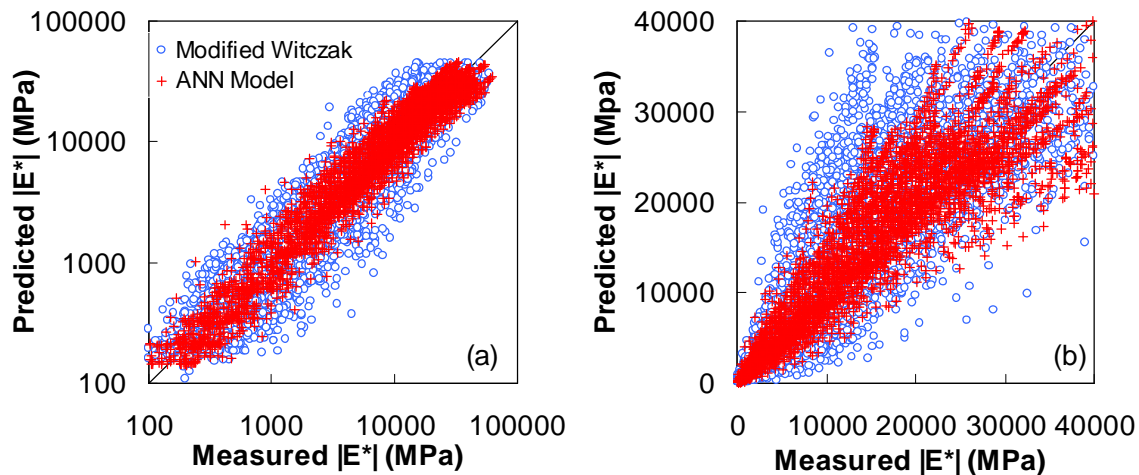 100000
10000
1000
100
Predicted |E*| (MPa)
Modified Witczak
ANN Model
(a)
100 1000 10000 100000
Measured |E*| (MPa)
40000
30000
20000
10000
0
Predicted |E*| (Mpa)
(b)
0 10000 20000 30000 40000
Measured |E*| (MPa)